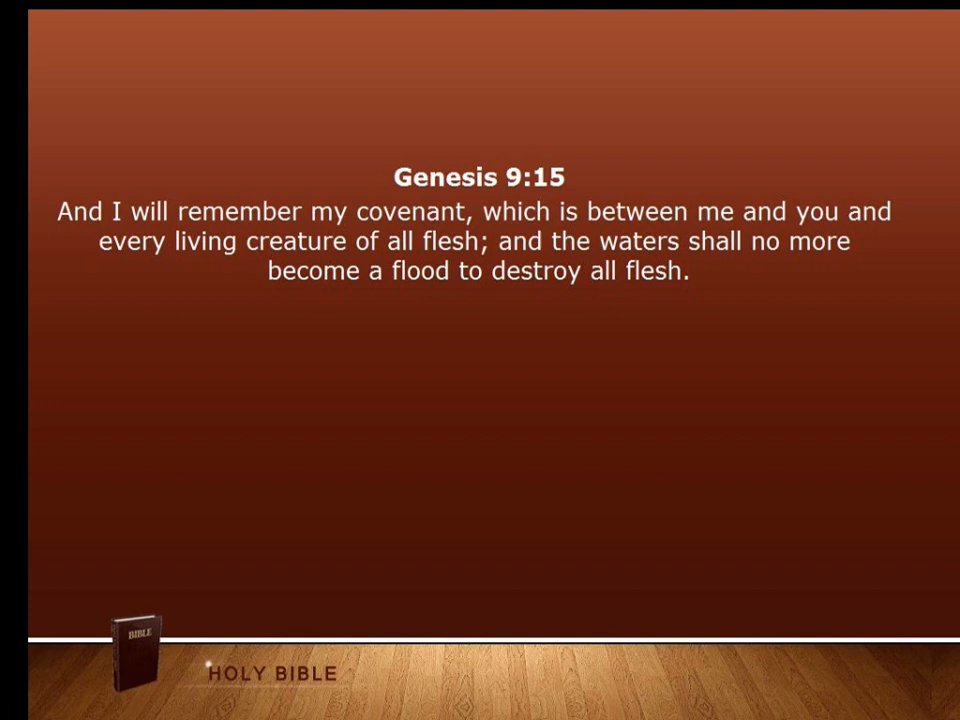 Genesis 9:15
And I will remember my covenant, which is between me and you and
every living creature of all flesh; and the waters shall no more
become a flood to destroy all flesh.
BIBLE
HOLY BIBLE